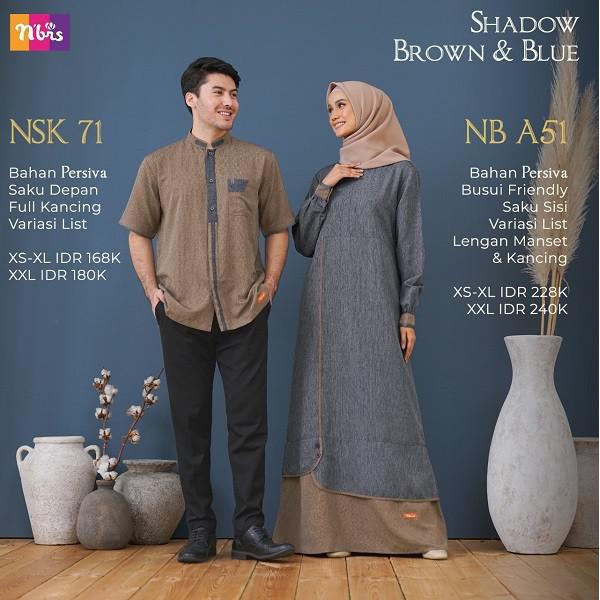 N'brs
SHADOW
BROWN & BLUE
NSK 71
Bahan Persiva
Saku Depan
Full Kancing
Variasi List
XS-XL IDR 168K
XXL IDR 180K
NB A51
Bahan Persiva
Busui Friendly
Saku Sisi
Variasi List
Lengan Manset
& Kancing
XS-XL IDR 228K
XXL IDR 240K